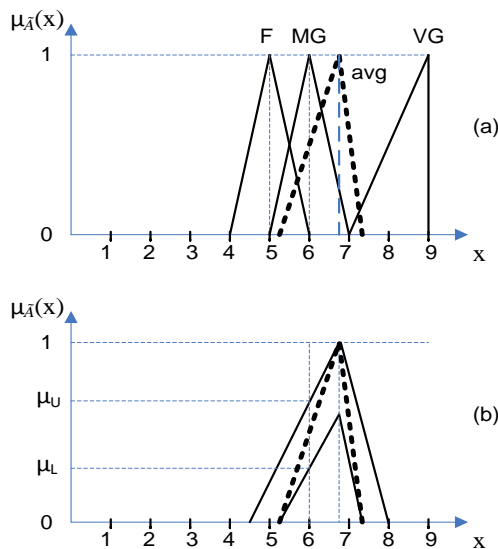 μÃ(x)
F MG VG
1
avg
(a)
0
1 2 3 4 5 6 7 8 9
x
μÃ(x)
1
μU
(b)
μL
0
1 2 3 4 5 6 7 8 9
x